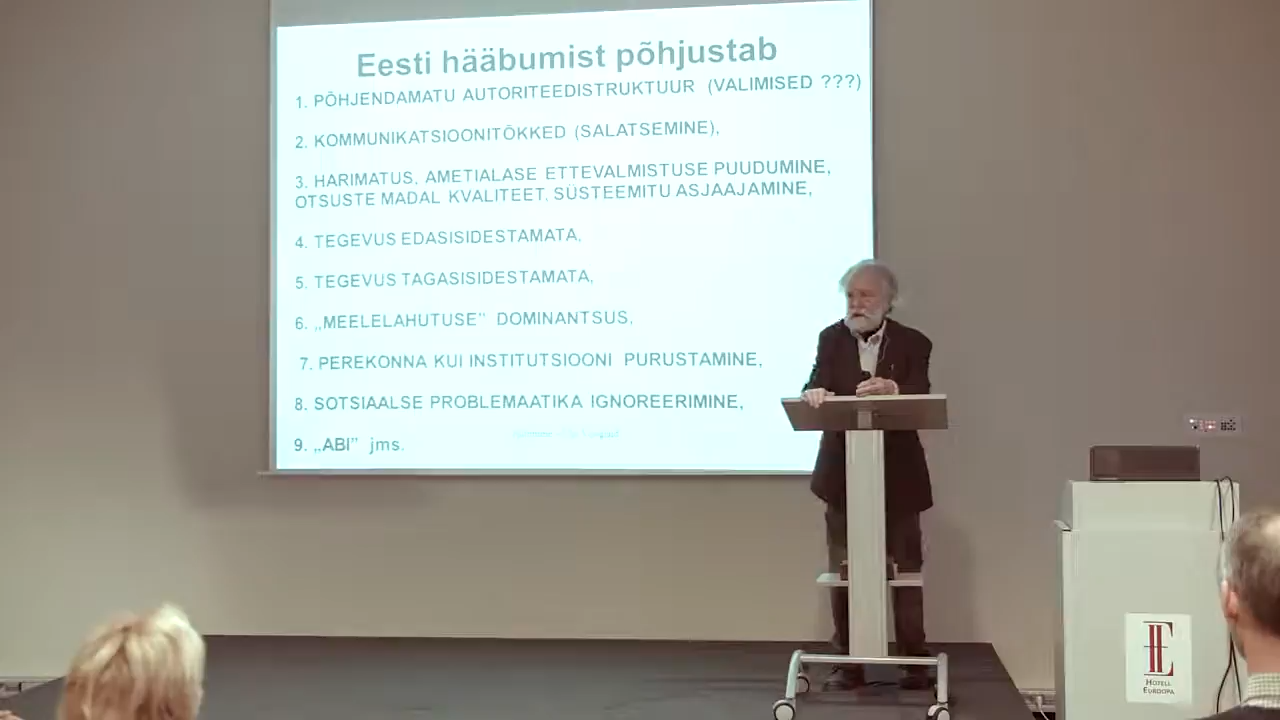 Eesti hääbumist põhjustab
1. PÕHJENDAMATU AUTORITEEDISTRUKTUUR (VALIMISED ???)
2. KOMMUNIKATSIOONITÕKKED (SALATSEMINE),
3. HARIMATUS, AMETIALASE ETTEVALMISTUSE PUUDUMINE,
OTSUSTE MADAL KVALITEET, SÜSTEEMITU ASJAAJAMINE,
4. TEGEVUS EDASISIDESTAMATA,
5. TEGEVUS TAGASISIDESTAMATA,
6. „MEELELAHUTUSE” DOMINANTSUS,
7. PEREKONNA KUI INSTITUTSIOONI PURUSTAMINE,
8. SOTSIAALSE PROBLEMAATIKA IGNOREERIMINE,
9. „ABI” jms.
HOTELL
EUROOPA